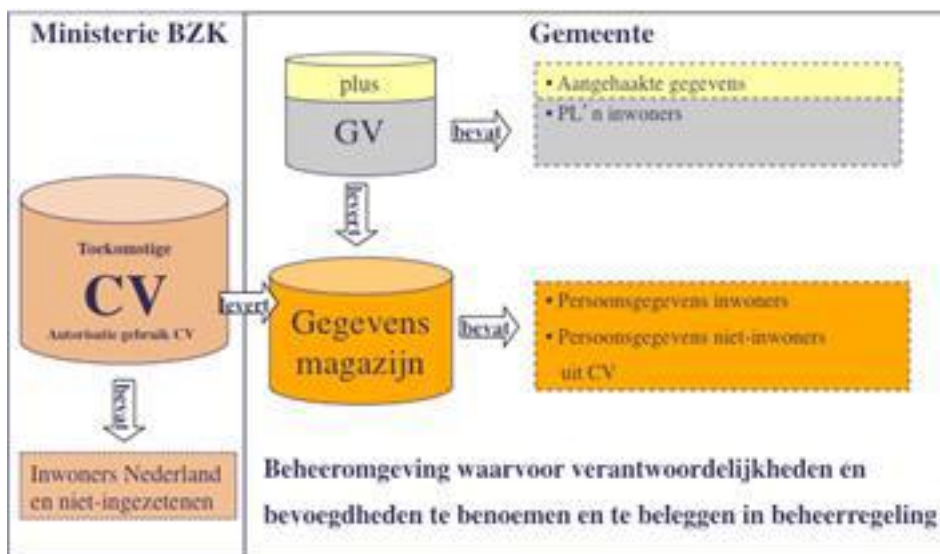 Ministerie BZK
Gemeente
plus
GV
bevat
• Aangehaakte gegevens
• PL'n inwoners
levert
Toekomstige
CV
Autorisatie gebruik CV
levert
Gegevens
magazijn
bevat
• Persoonsgegevens inwoners
• Persoonsgegevens niet-inwoners
uit CV
bevat
Inwoners Nederland
en niet-ingezetenen
Beheeromgeving waarvoor verantwoordelijkheden en
bevoegdheden te benoemen en te beleggen in beheerregeling